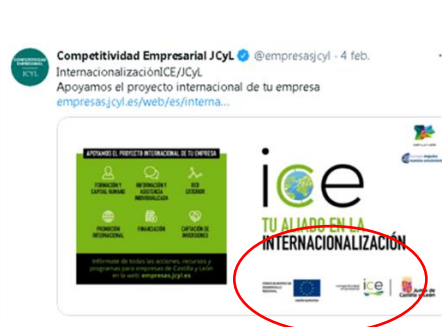 Competitividad Empresarial JCyL @empresasjcyl · 4 feb.
InternacionalizaciónICE/JCyL
Apoyamos el proyecto internacional de tu empresa
empresas.jcyl.es/web/es/interna...
APOYAMOS EL PROYECTO INTERNACIONAL DE TU EMPRESA
FORMACIÓN Y
CAPITAL HUMANO
INFORMACIÓN Y
ASISTENCIA
INDIVIDUALIZADA
RED
EXTERIOR
PROMOCIÓN
INTERNACIONAL
FINANCIACIÓN
CAPTACIÓN DE
INVERSIONES
Infórmate de todas las acciones, recursos y
programas para empresas de Castilla y León
en la web empresas.jcyl.es
ice
TU ALIADO EN LA
INTERNACIONALIZACIÓN
ice
Junta de
Castilla y León